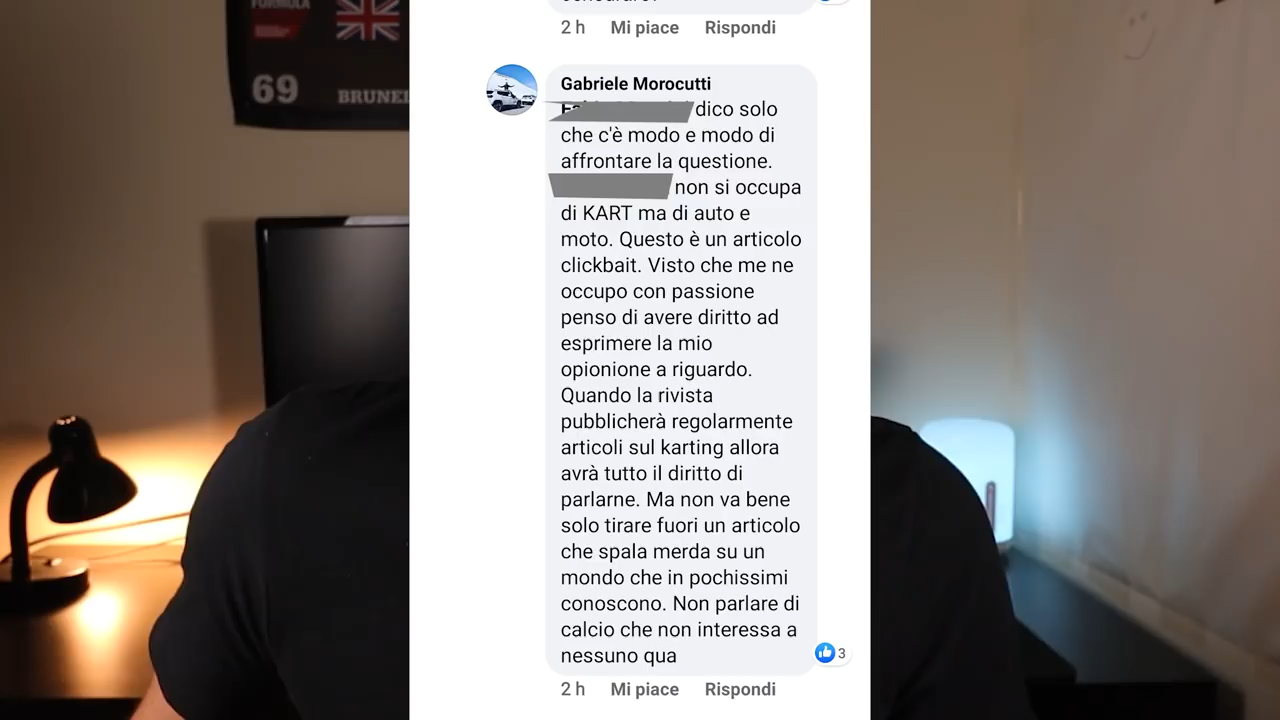 FORMULA
69
BRUNEL
2 h Mi piace Rispondi
Gabriele Morocutti
dico solo
che c'è modo e modo di
affrontare la questione.
non si occupa
di KART ma di auto e
moto. Questo è un articolo
clickbait. Visto che me ne
occupo con passione
penso di avere diritto ad
esprimere la mio
opionione a riguardo.
Quando la rivista
pubblicherà regolarmente
articoli sul karting allora
avrà tutto il diritto di
parlarne. Ma non va bene
solo tirare fuori un articolo
che spala merda su un
mondo che in pochissimi
conoscono. Non parlare di
calcio che non interessa a
nessuno qua
3
2 h Mi piace Rispondi